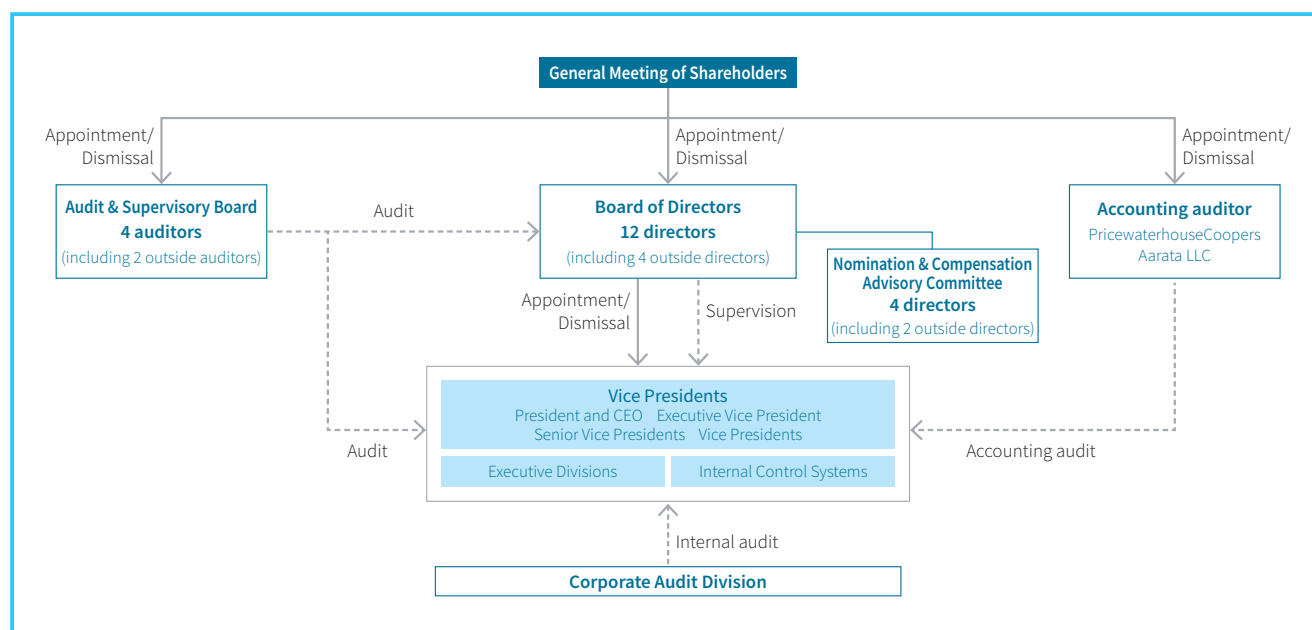 General Meeting of Shareholders
Appointment/
Dismissal
Appointment/
Dismissal
Appointment/
Dismissal
Audit & Supervisory Board
4 auditors
(including 2 outside auditors)
Audit
Board of Directors
12 directors
(including 4 outside directors)
Accounting auditor
PricewaterhouseCoopers
Aarata LLC
Nomination & Compensation
Advisory Committee
4 directors
(including 2 outside directors)
Appointment/
Dismissal
Supervision
Vice Presidents
President and CEO Executive Vice President
Senior Vice Presidents Vice Presidents
Executive Divisions
Internal Control Systems
Audit
Accounting audit
Internal audit
Corporate Audit Division